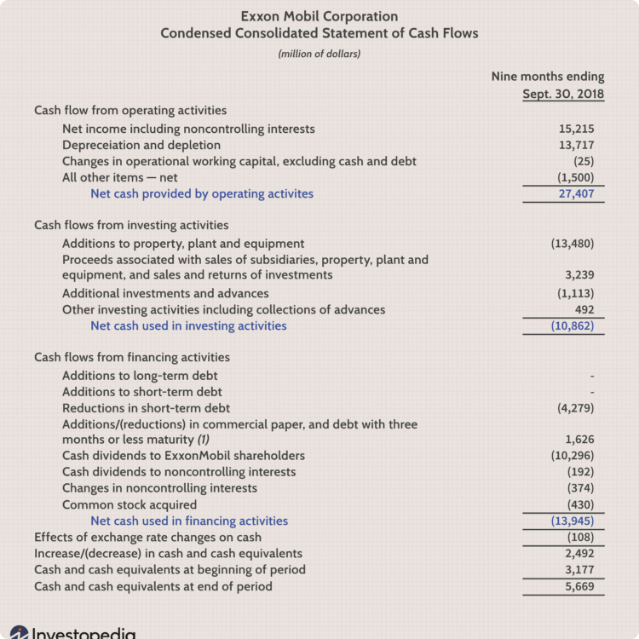 Exxon Mobil Corporation
Condensed Consolidated Statement of Cash Flows
(million of dollars)
Nine months ending
Sept. 30, 2018
Cash flow from operating activities
Net income including noncontrolling interests 15,215
Depreceiation and depletion 13,717
Changes in operational working capital, excluding cash and debt (25)
All other items — net (1,500)
Net cash provided by operating activites 27,407
Cash flows from investing activities
Additions to property, plant and equipment (13,480)
Proceeds associated with sales of subsidiaries, property, plant and
equipment, and sales and returns of investments 3,239
Additional investments and advances (1,113)
Other investing activities including collections of advances 492
Net cash used in investing activities (10,862)
Cash flows from financing activities
Additions to long-term debt -
Additions to short-term debt -
Reductions in short-term debt (4,279)
Additions/(reductions) in commercial paper, and debt with three
months or less maturity (1) 1,626
Cash dividends to ExxonMobil shareholders (10,296)
Cash dividends to noncontrolling interests (192)
Changes in noncontrolling interests (374)
Common stock acquired (430)
Net cash used in financing activities (13,945)
Effects of exchange rate changes on cash (108)
Increase/(decrease) in cash and cash equivalents 2,492
Cash and cash equivalents at beginning of period 3,177
Cash and cash equivalents at end of period 5,669
Investopedia